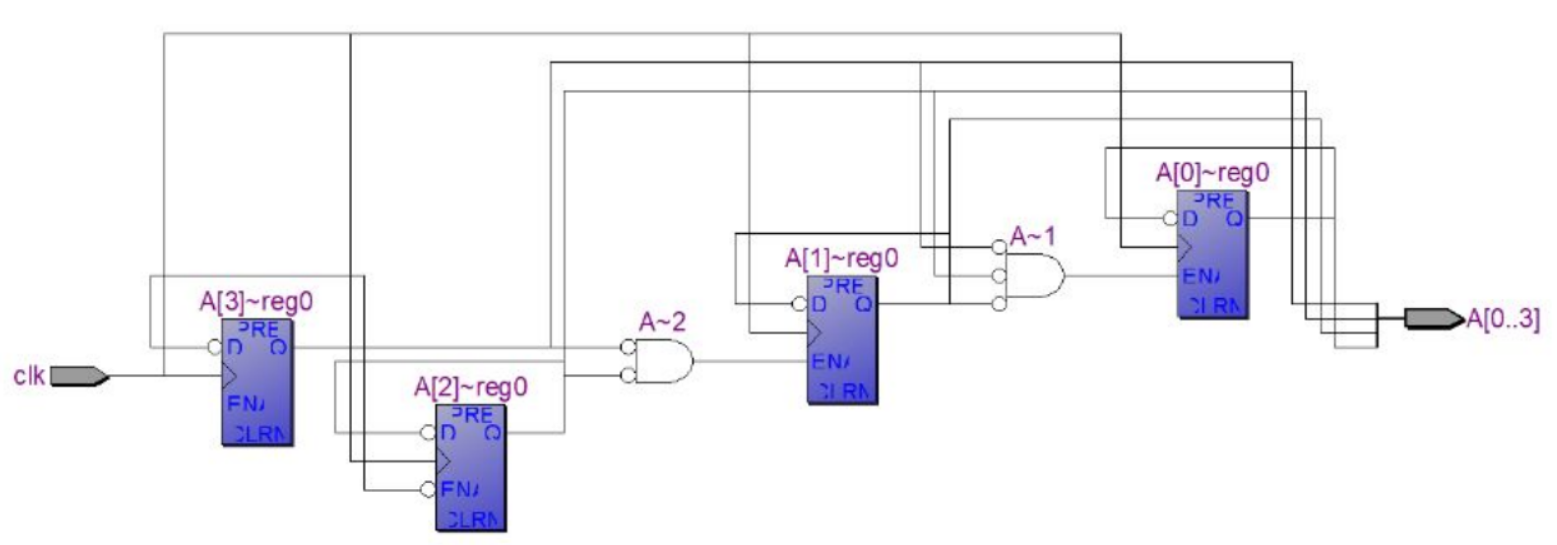 A[0]~reg0
PRE
D Q
A~1
ENA
CLRN
A[1]~reg0
PRE
D Q
A[3]~reg0
A~2
A[0..3]
PRE
D Q
ENA
clk
A[2]~reg0
CLRN
ENA
PRE
CLRN
D Q
ENA
CLRN